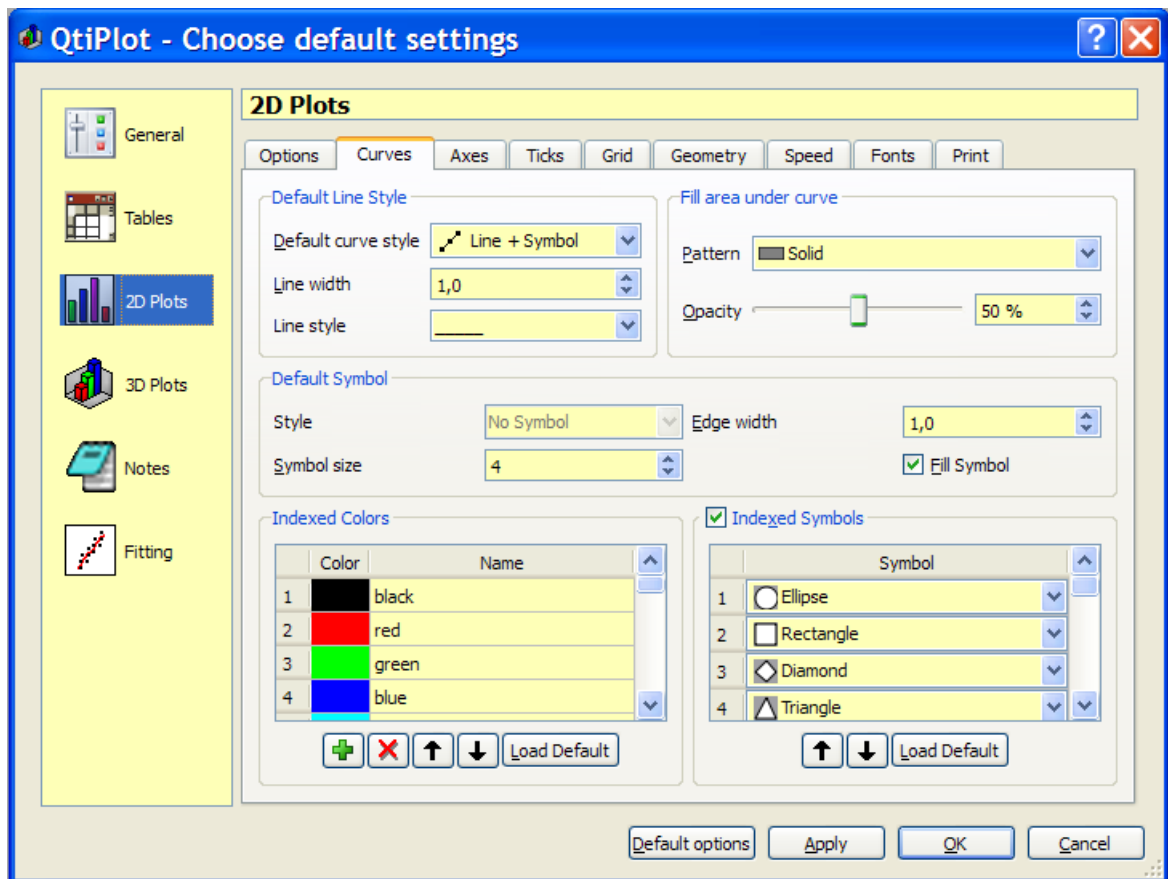 QtiPlot - Choose default settings
General
Tables
2D Plots
3D Plots
Notes
Fitting
2D Plots
Options Curves Axes Ticks Grid Geometry Speed Fonts Print
Default Line Style
Default curve style Line + Symbol
Line width 1,0
Line style
Fill area under curve
Pattern Solid
Opacity 50 %
Default Symbol
Style No Symbol Edge width 1,0
Symbol size 4 Fill Symbol
Indexed Colors
Color Name
1 black
2 red
3 green
4 blue
Load Default
Indexed Symbols
Symbol
1 Ellipse
2 Rectangle
3 Diamond
4 Triangle
Load Default
Default options Apply OK Cancel